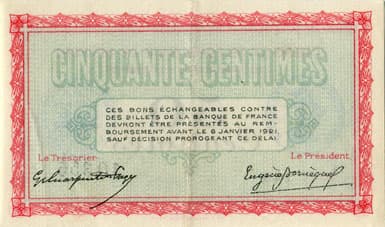 CINQUANTE CENTIMES
CES BONS ÉCHANGEABLES CONTRE
DES BILLETS DE LA BANQUE DE FRANCE
DEVRONT ÊTRE PRÉSENTÉS AU REM-
BOURSEMENT AVANT LE 8 JANVIER 1921,
SAUF DÉCISION PROROGEANT CE DÉLAI.
Le Trésorier, Le Président,